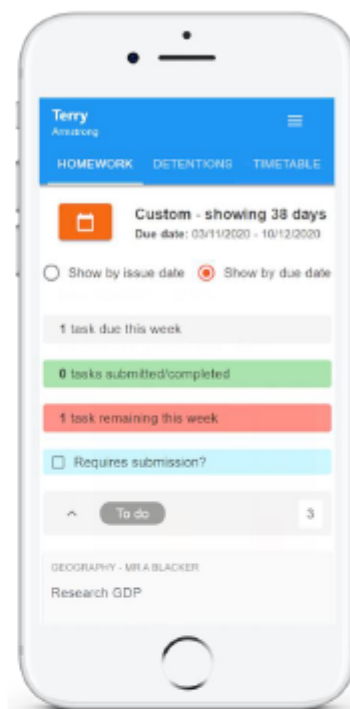 Terry
Armstrong
HOMEWORK DETENTIONS TIMETABLE
Custom - showing 38 days
Due date: 03/11/2020 - 10/12/2020
Show by issue date Show by due date
1 task due this week
0 tasks submitted/completed
1 task remaining this week
Requires submission?
To do 3
GEOGRAPHY - MR A BLACKER
Research GDP